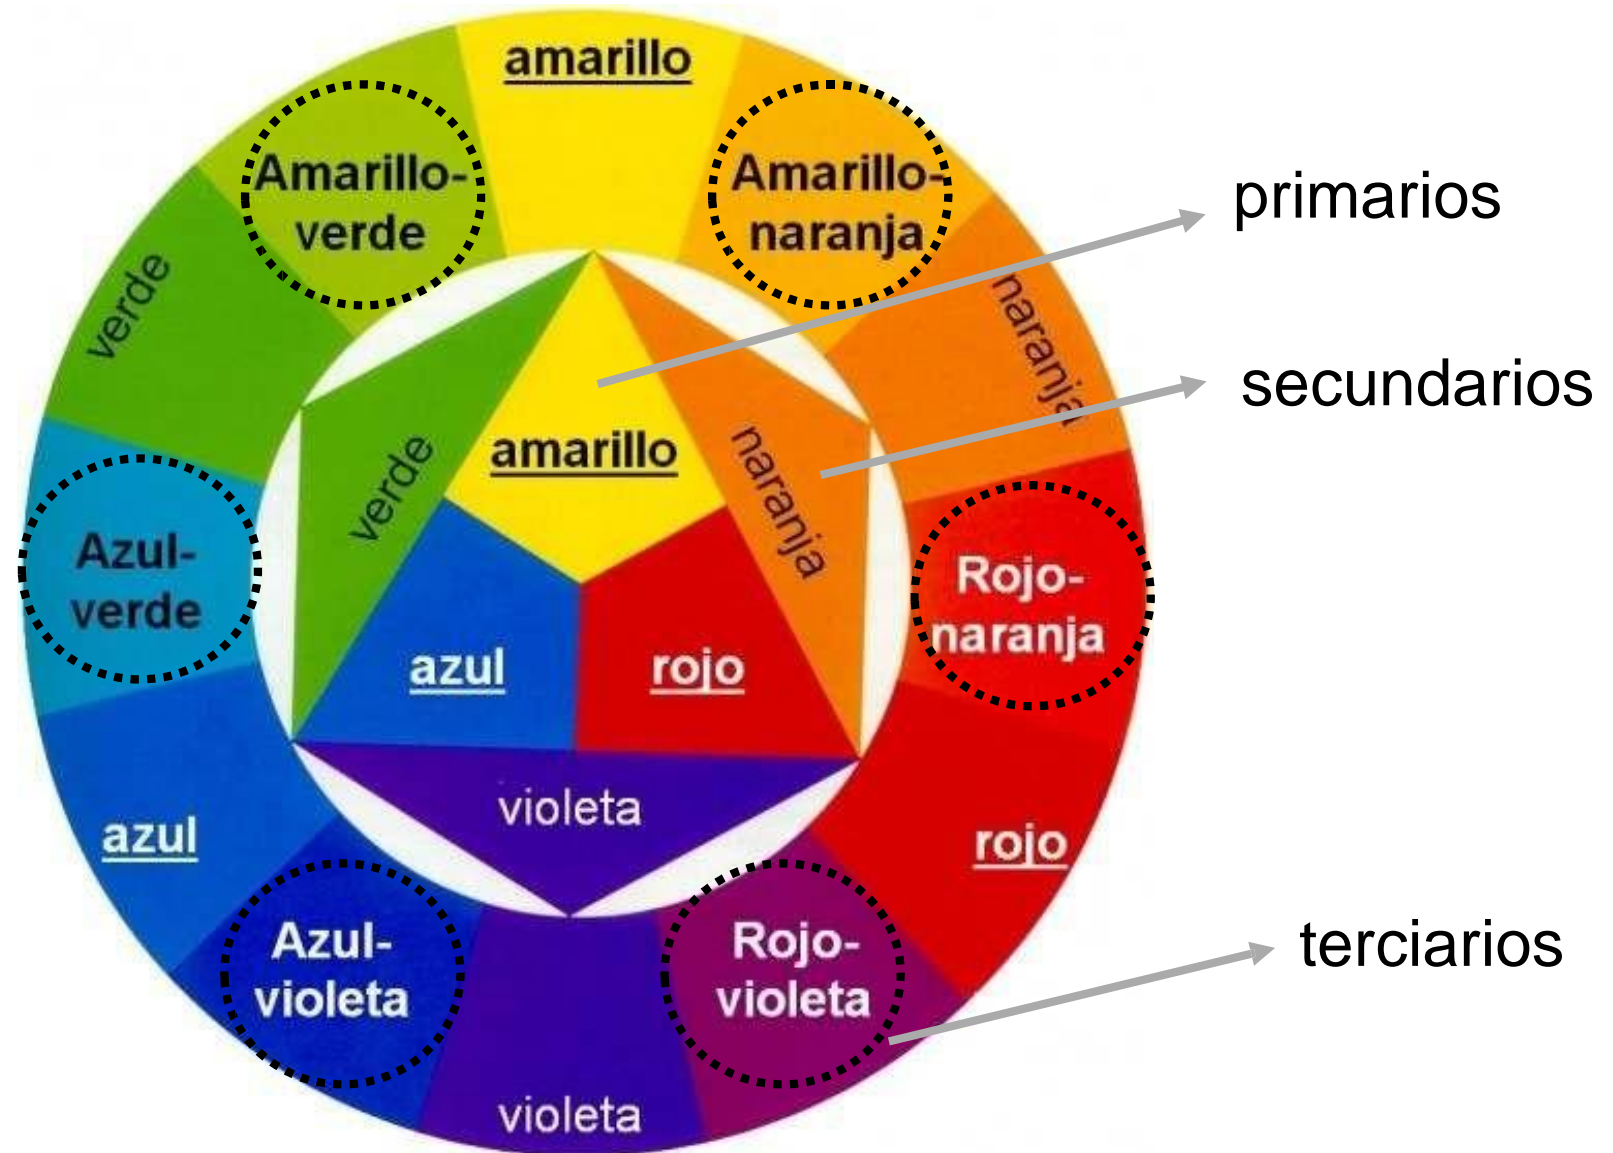 amarillo
Amarillo-
verde
Amarillo-
naranja
primarios
verde
naranja
secundarios
amarillo
verde
naranja
Azul-
verde
Rojo-
naranja
azul
rojo
violeta
azul
rojo
Azul-
violeta
Rojo-
violeta
terciarios
violeta